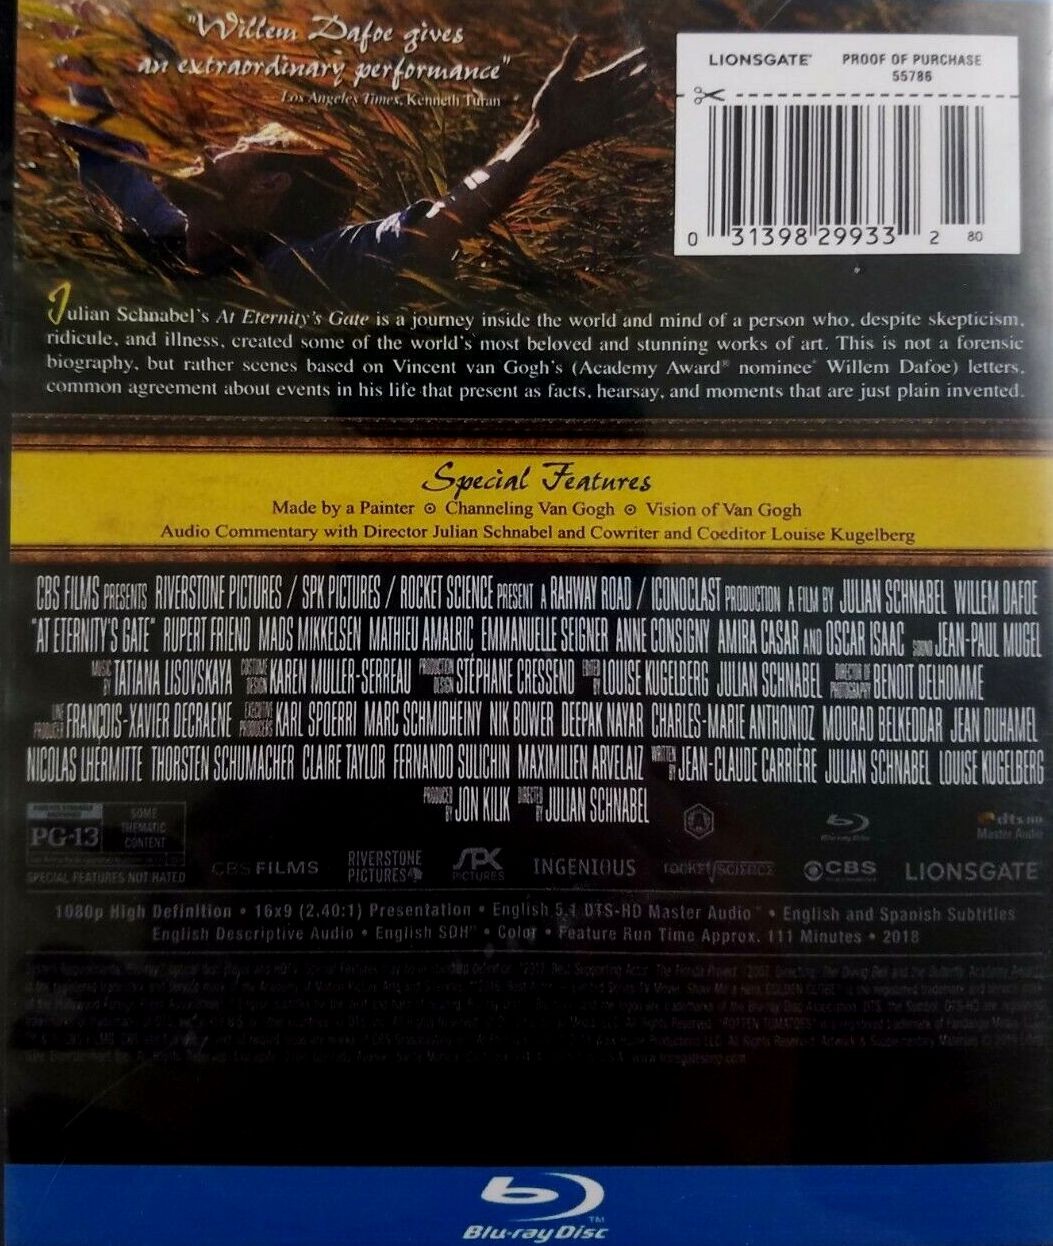 "Willem Dafoe gives
an extraordinary performance"
Los Angeles Times, Kenneth Turan
LIONSGATE® PROOF OF PURCHASE
55786
0 31398 29933 2 80
Julian Schnabel's At Eternity's Gate is a journey inside the world and mind of a person who, despite skepticism,
ridicule, and illness, created some of the world's most beloved and stunning works of art. This is not a forensic
biography, but rather scenes based on Vincent van Gogh's (Academy Award® nominee* Willem Dafoe) letters,
common agreement about events in his life that present as facts, hearsay, and moments that are just plain invented.
Special Features
Made by a Painter ⊙ Channeling Van Gogh ⊙ Vision of Van Gogh
Audio Commentary with Director Julian Schnabel and Cowriter and Coeditor Louise Kugelberg
CBS FILMS PRESENTS RIVERSTONE PICTURES / SPK PICTURES / ROCKET SCIENCE PRESENT A RAHWAY ROAD / ICONOCLAST PRODUCTION A FILM BY JULIAN SCHNABEL WILLEM DAFOE
"AT ETERNITY'S GATE" RUPERT FRIEND MADS MIKKELSEN MATHIEU AMALRIC EMMANUELLE SEIGNER ANNE CONSIGNY AMIRA CASAR AND OSCAR ISAAC SOUND JEAN-PAUL MUGEL
MUSIC BY TATIANA LISOVSKAYA COSTUME DESIGN KAREN MULLER-SERREAU PRODUCTION DESIGN STÉPHANE CRESSEND EDITED BY LOUISE KUGELBERG JULIAN SCHNABEL DIRECTOR OF PHOTOGRAPHY BENOIT DELHOMME
LINE PRODUCER FRANÇOIS-XAVIER DECRAENE EXECUTIVE PRODUCERS KARL SPOERRI MARC SCHMIDHEINY NIK BOWER DEEPAK NAYAR CHARLES-MARIE ANTHONIOZ MOURAD BELKEDDAR JEAN DUHAMEL
NICOLAS LHERMITTE THORSTEN SCHUMACHER CLAIRE TAYLOR FERNANDO SULICHIN MAXIMILIEN ARVELAIZ WRITTEN BY JEAN-CLAUDE CARRIÈRE JULIAN SCHNABEL LOUISE KUGELBERG
PRODUCED BY JON KILIK DIRECTED BY JULIAN SCHNABEL
PG-13 SOME THEMATIC CONTENT
SPECIAL FEATURES NOT RATED
Blu-ray Disc
dts-HD Master Audio
CBS FILMS RIVERSTONE PICTURES SPK PICTURES INGENIOUS rocket/SCIENCE CBS LIONSGATE
1080p High Definition • 16x9 (2.40:1) Presentation • English 5.1 DTS-HD Master Audio™ • English and Spanish Subtitles
English Descriptive Audio • English SDH • Color • Feature Run Time Approx. 111 Minutes • 2018
Blu-ray Disc™